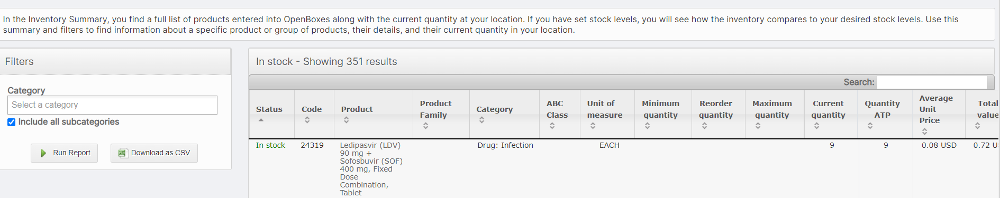 In the Inventory Summary, you find a full list of products entered into OpenBoxes along with the current quantity at your location. If you have set stock levels, you will see how the inventory compares to your desired stock levels. Use this
summary and filters to find information about a specific product or group of products, their details, and their current quantity in your location.
Filters
Category
Select a category
Include all subcategories
Run Report
Download as CSV
In stock - Showing 351 results
Search:
Status
Code
Product
Product
Family
Category
ABC
Class
Unit of
measure
Minimum
quantity
Reorder
quantity
Maximum
quantity
Current
quantity
Quantity
ATP
Average
Unit
Price
Total
value
In stock
24319
Ledipasvir (LDV)
90 mg +
Sofosbuvir (SOF)
400 mg, Fixed
Dose
Combination,
Tablet
Drug: Infection
EACH
9
9
0.08 USD
0.72